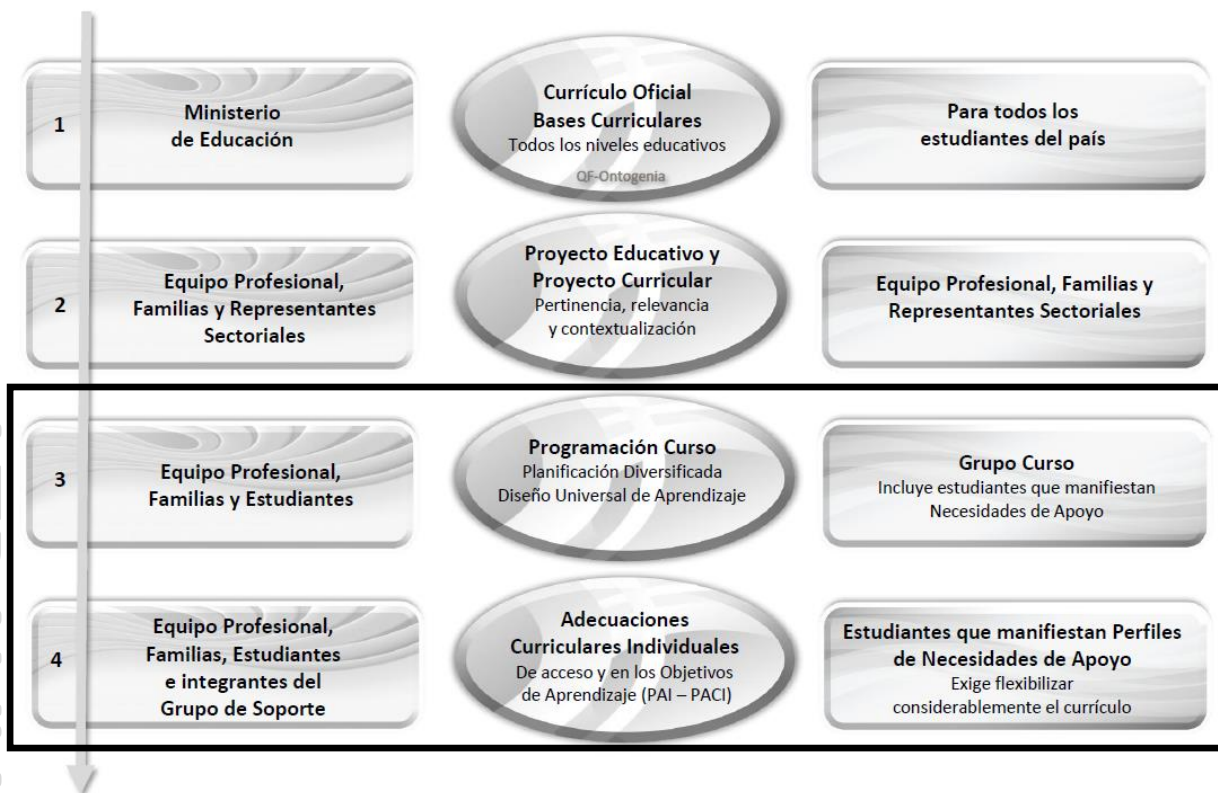 1
Ministerio
de Educación
Currículo Oficial
Bases Curriculares
Todos los niveles educativos
QF-Ontogenia
Para todos los
estudiantes del país
2
Equipo Profesional,
Familias y Representantes
Sectoriales
Proyecto Educativo y
Proyecto Curricular
Pertinencia, relevancia
y contextualización
Equipo Profesional, Familias y
Representantes Sectoriales
3
Equipo Profesional,
Familias y Estudiantes
Programación Curso
Planificación Diversificada
Diseño Universal de Aprendizaje
Grupo Curso
Incluye estudiantes que manifiestan
Necesidades de Apoyo
4
Equipo Profesional,
Familias, Estudiantes
e integrantes del
Grupo de Soporte
Adecuaciones
Curriculares Individuales
De acceso y en los Objetivos
de Aprendizaje (PAI – PACI)
Estudiantes que manifiestan Perfiles
de Necesidades de Apoyo
Exige flexibilizar
considerablemente el currículo